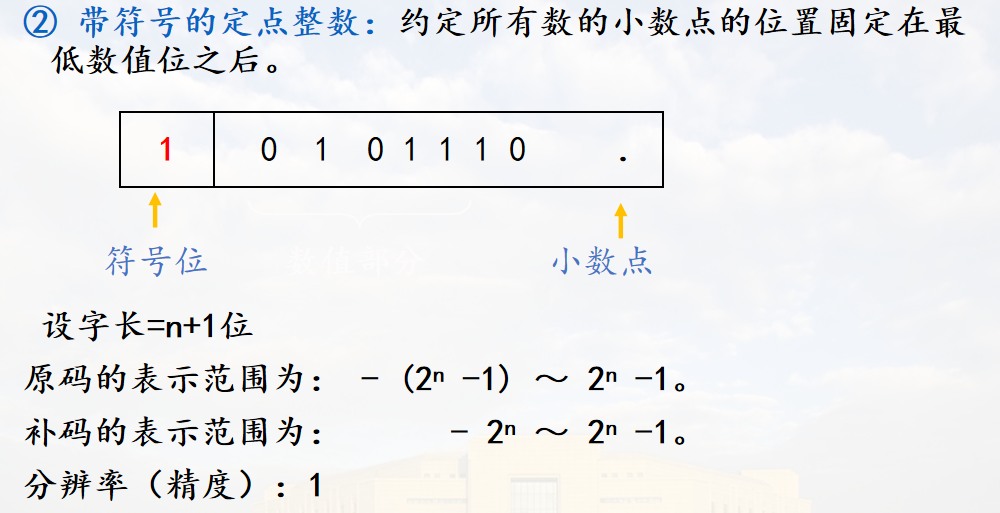 ② 带符号的定点整数：约定所有数的小数点的位置固定在最
低数值位之后。
1 0 1 0 1 1 1 0 .
符号位 数值部分 小数点
设字长=n+1位
原码的表示范围为： - (2ⁿ -1) ～ 2ⁿ -1。
补码的表示范围为： - 2ⁿ ～ 2ⁿ -1。
分辨率（精度）：1